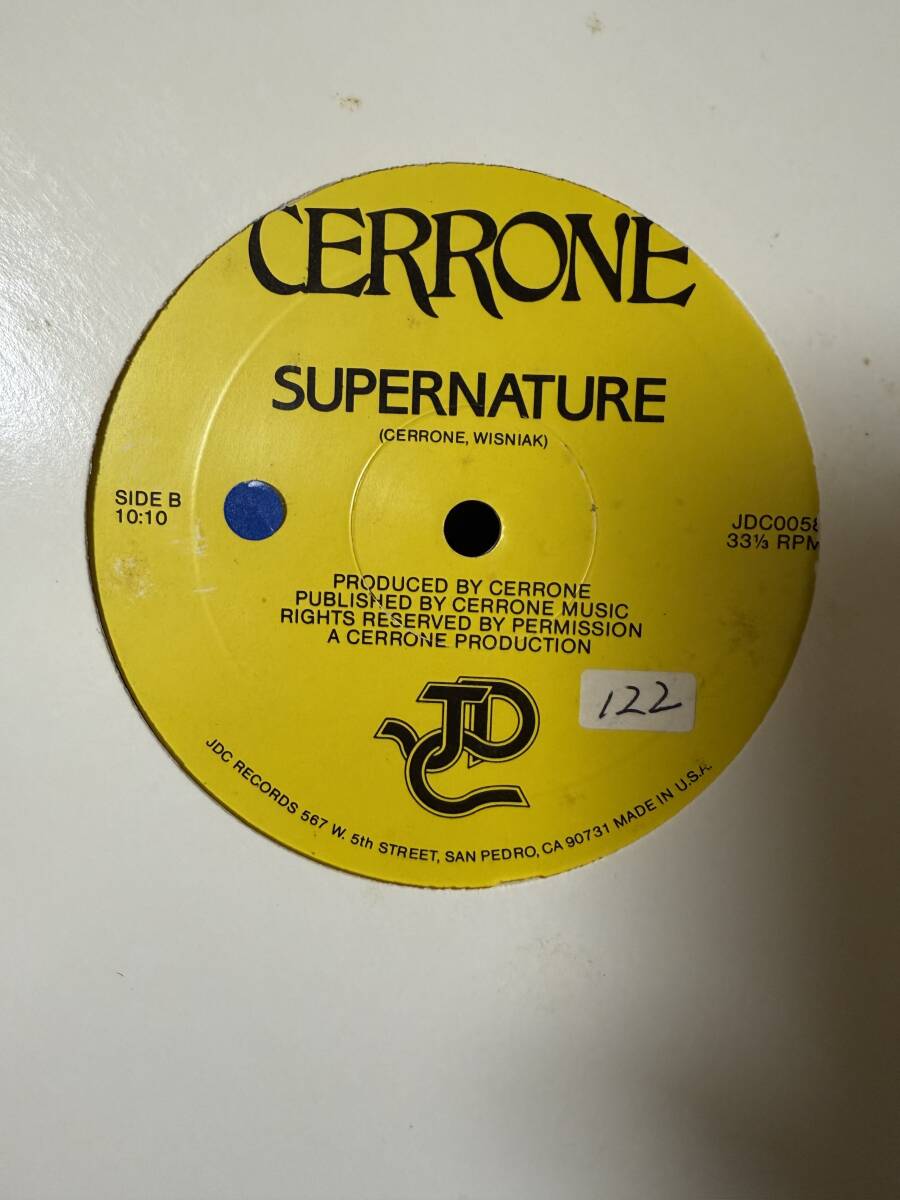 CERRONE
SUPERNATURE
(CERRONE, WISNIAK)
SIDE B
10:10
JDC0058
33⅓ RPM
PRODUCED BY CERRONE
PUBLISHED BY CERRONE MUSIC
RIGHTS RESERVED BY PERMISSION
A CERRONE PRODUCTION
JDC
122
JDC RECORDS 567 W. 5th STREET, SAN PEDRO, CA 90731 MADE IN U.S.A.